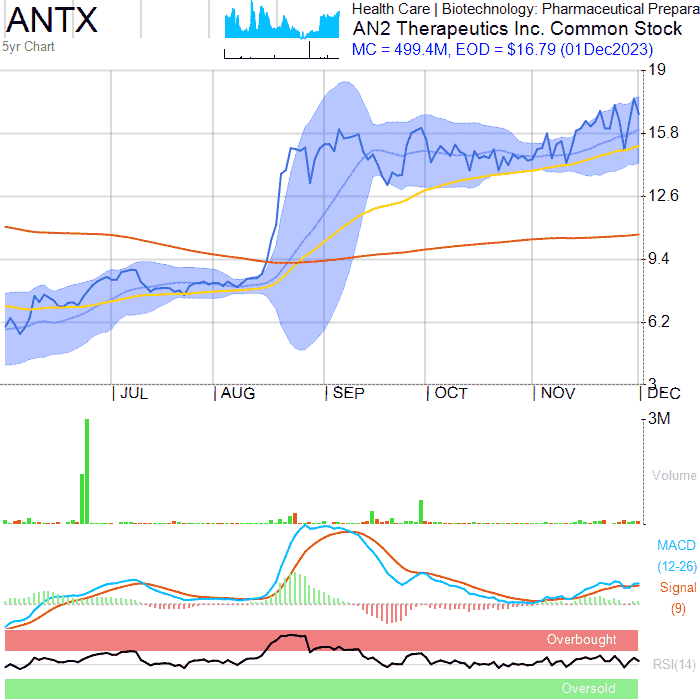 ANTX
5yr Chart
Health Care | Biotechnology: Pharmaceutical Prepara
AN2 Therapeutics Inc. Common Stock
MC = 499.4M, EOD = $16.79 (01Dec2023)
19
15.8
12.6
9.4
6.2
3
JUL
AUG
SEP
OCT
NOV
DEC
3M
Volume
MACD
(12-26)
Signal
(9)
Overbought
RSI(14)
Oversold